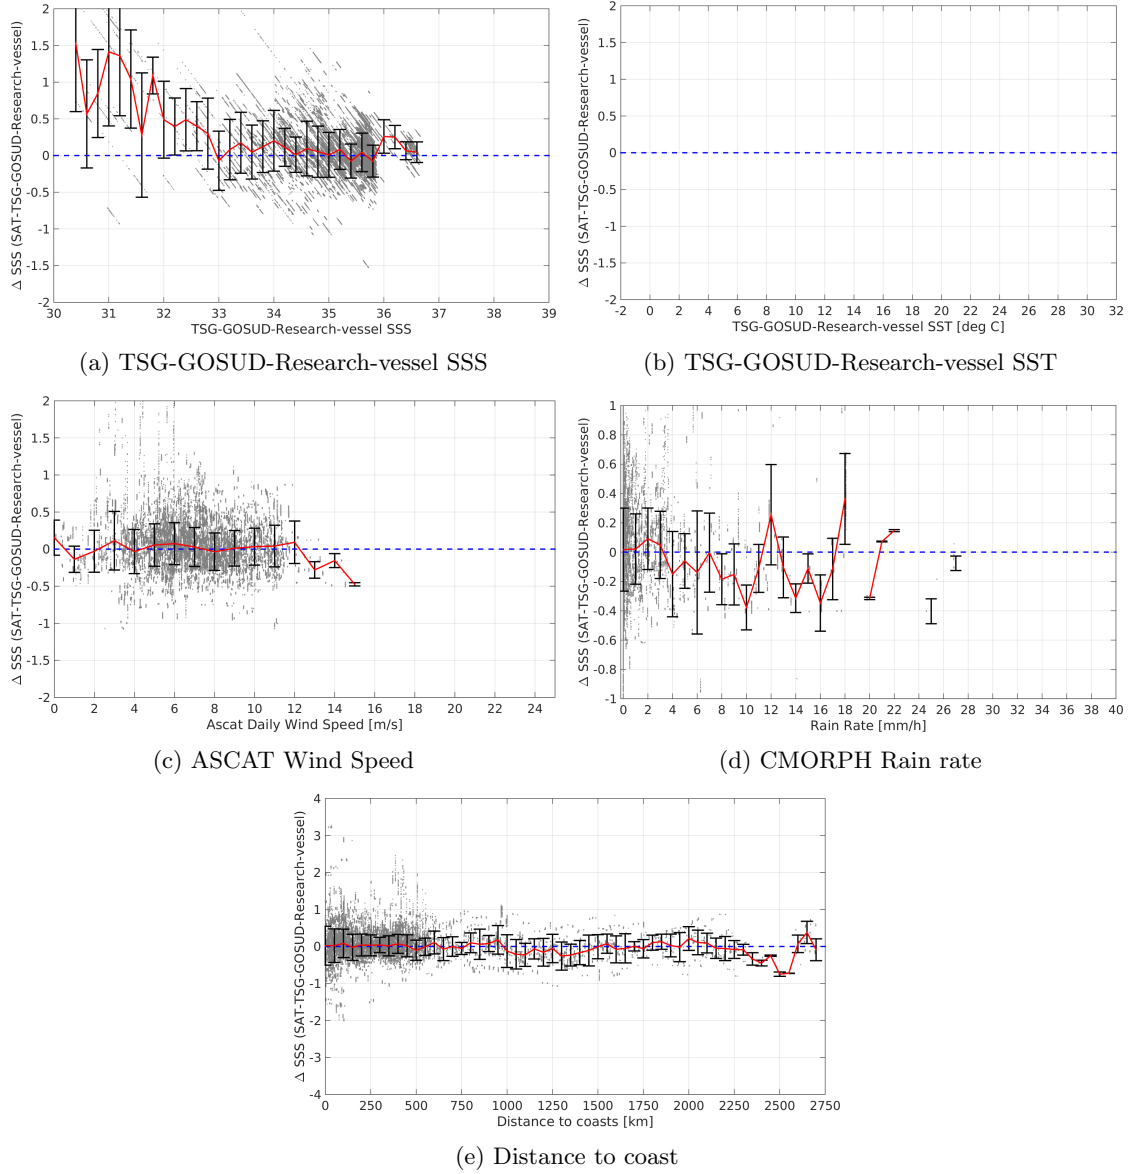 Δ SSS (SAT-TSG-GOSUD-Research-vessel)
2
1.5
1
0.5
0
-0.5
-1
-1.5
-2
30 31 32 33 34 35 36 37 38 39
TSG-GOSUD-Research-vessel SSS
(a) TSG-GOSUD-Research-vessel SSS
Δ SSS (SAT-TSG-GOSUD-Research-vessel)
2
1.5
1
0.5
0
-0.5
-1
-1.5
-2
-2 0 2 4 6 8 10 12 14 16 18 20 22 24 26 28 30 32
TSG-GOSUD-Research-vessel SST [deg C]
(b) TSG-GOSUD-Research-vessel SST
Δ SSS (SAT-TSG-GOSUD-Research-vessel)
2
1.5
1
0.5
0
-0.5
-1
-1.5
-2
0 2 4 6 8 10 12 14 16 18 20 22 24
Ascat Daily Wind Speed [m/s]
(c) ASCAT Wind Speed
Δ SSS (SAT-TSG-GOSUD-Research-vessel)
1
0.8
0.6
0.4
0.2
0
-0.2
-0.4
-0.6
-0.8
-1
0 2 4 6 8 10 12 14 16 18 20 22 24 26 28 30 32 34 36 38 40
Rain Rate [mm/h]
(d) CMORPH Rain rate
Δ SSS (SAT-TSG-GOSUD-Research-vessel)
4
3
2
1
0
-1
-2
-3
-4
0 250 500 750 1000 1250 1500 1750 2000 2250 2500 2750
Distance to coasts [km]
(e) Distance to coast